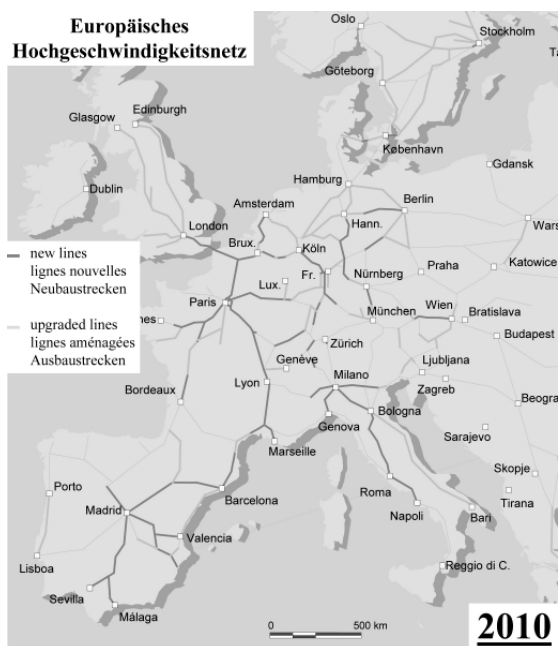 Europäisches
Hochgeschwindigkeitsnetz
Oslo
Stockholm
Göteborg
Edinburgh
Glasgow
København
Gdansk
Dublin
Hamburg
Berlin
Amsterdam
London
Hann.
Brux.
Köln
Katowice
new lines
lignes nouvelles
Neubaustrecken
Lux.
Fr.
Praha
Nürnberg
Paris
Wien
Bratislava
München
upgraded lines
lignes aménagées
Ausbaustrecken
Zürich
Budapest
Genève
Ljubljana
Lyon
Milano
Zagreb
Bordeaux
Bologna
Genova
Sarajevo
Marseille
Skopje
Porto
Roma
Tirana
Madrid
Barcelona
Napoli
Bari
Valencia
Lisboa
Reggio di C.
Sevilla
Málaga
0 500 km
2010